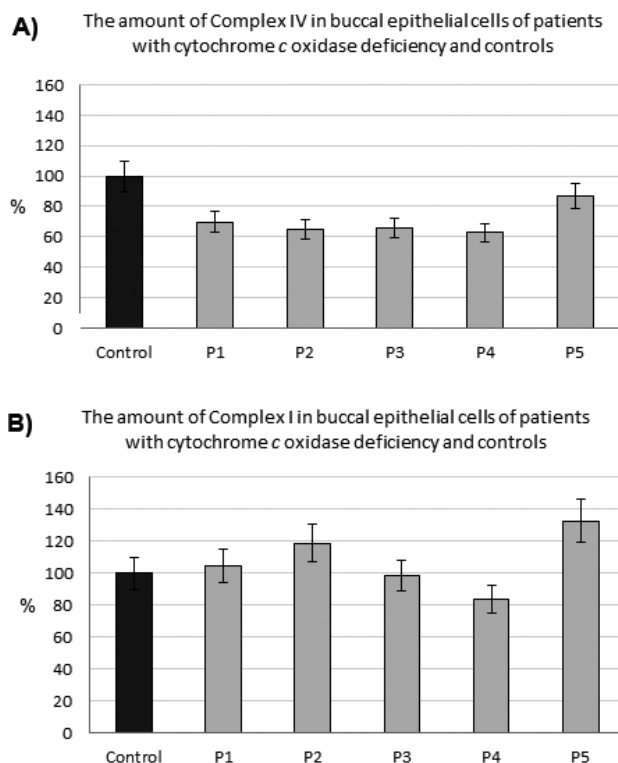 A)
The amount of Complex IV in buccal epithelial cells of patients
with cytochrome c oxidase deficiency and controls
160
140
120
100
80
60
40
20
0
%
Control P1 P2 P3 P4 P5
B)
The amount of Complex I in buccal epithelial cells of patients
with cytochrome c oxidase deficiency and controls
160
140
120
100
80
60
40
20
0
%
Control P1 P2 P3 P4 P5